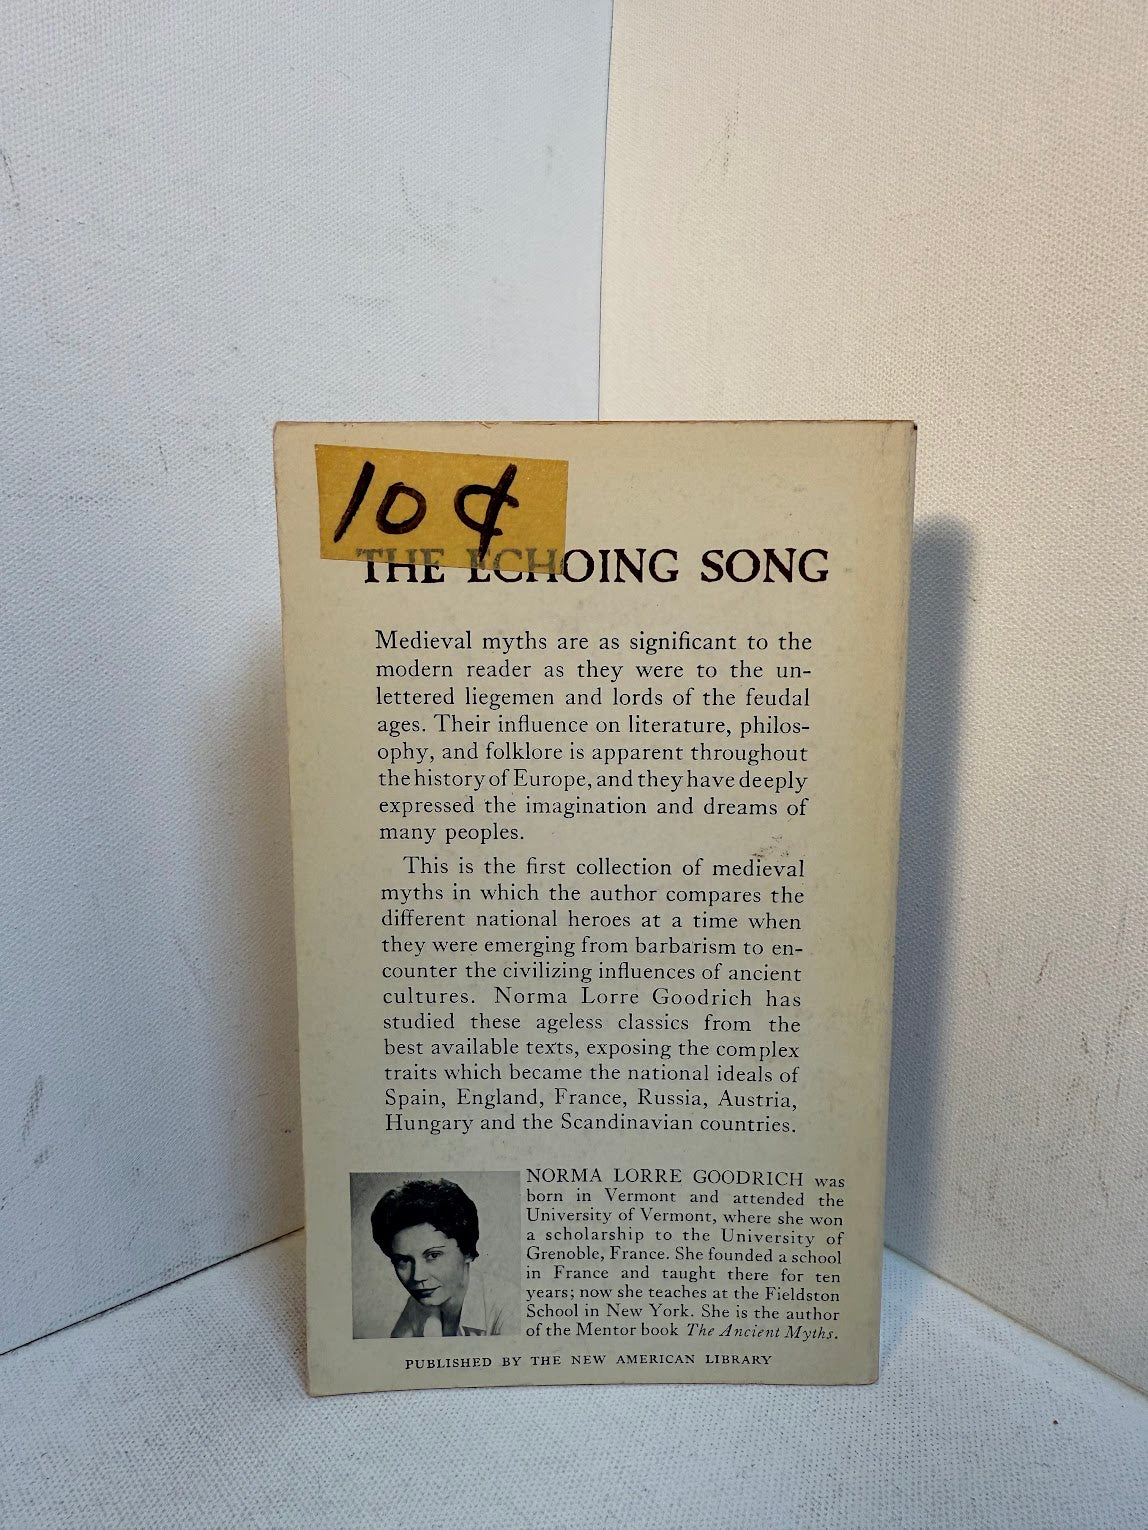 10¢
THE ECHOING SONG
Medieval myths are as significant to the
modern reader as they were to the un-
lettered liegemen and lords of the feudal
ages. Their influence on literature, philos-
ophy, and folklore is apparent throughout
the history of Europe, and they have deeply
expressed the imagination and dreams of
many peoples.
This is the first collection of medieval
myths in which the author compares the
different national heroes at a time when
they were emerging from barbarism to en-
counter the civilizing influences of ancient
cultures. Norma Lorre Goodrich has
studied these ageless classics from the
best available texts, exposing the complex
traits which became the national ideals of
Spain, England, France, Russia, Austria,
Hungary and the Scandinavian countries.
NORMA LORRE GOODRICH was
born in Vermont and attended the
University of Vermont, where she won
a scholarship to the University of
Grenoble, France. She founded a school
in France and taught there for ten
years; now she teaches at the Fieldston
School in New York. She is the author
of the Mentor book The Ancient Myths.
PUBLISHED BY THE NEW AMERICAN LIBRARY